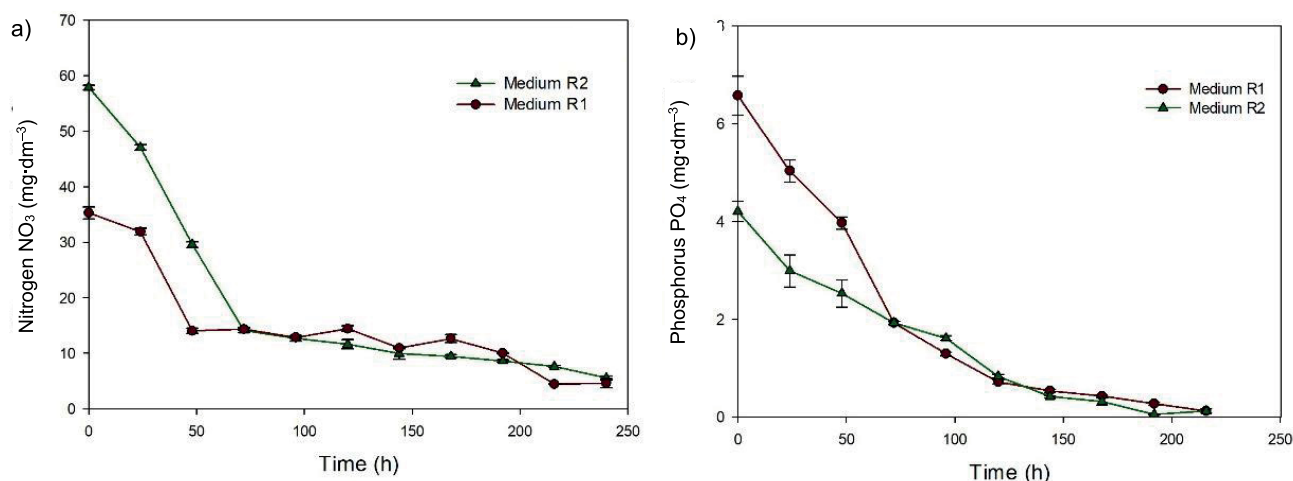 a)
70
60
50
40
30
20
10
0
Nitrogen NO₃ (mg·dm⁻³)
Medium R2
Medium R1
0 50 100 150 200 250
Time (h)
b)
8
6
4
2
0
Phosphorus PO₄ (mg·dm⁻³)
Medium R1
Medium R2
0 50 100 150 200 250
Time (h)